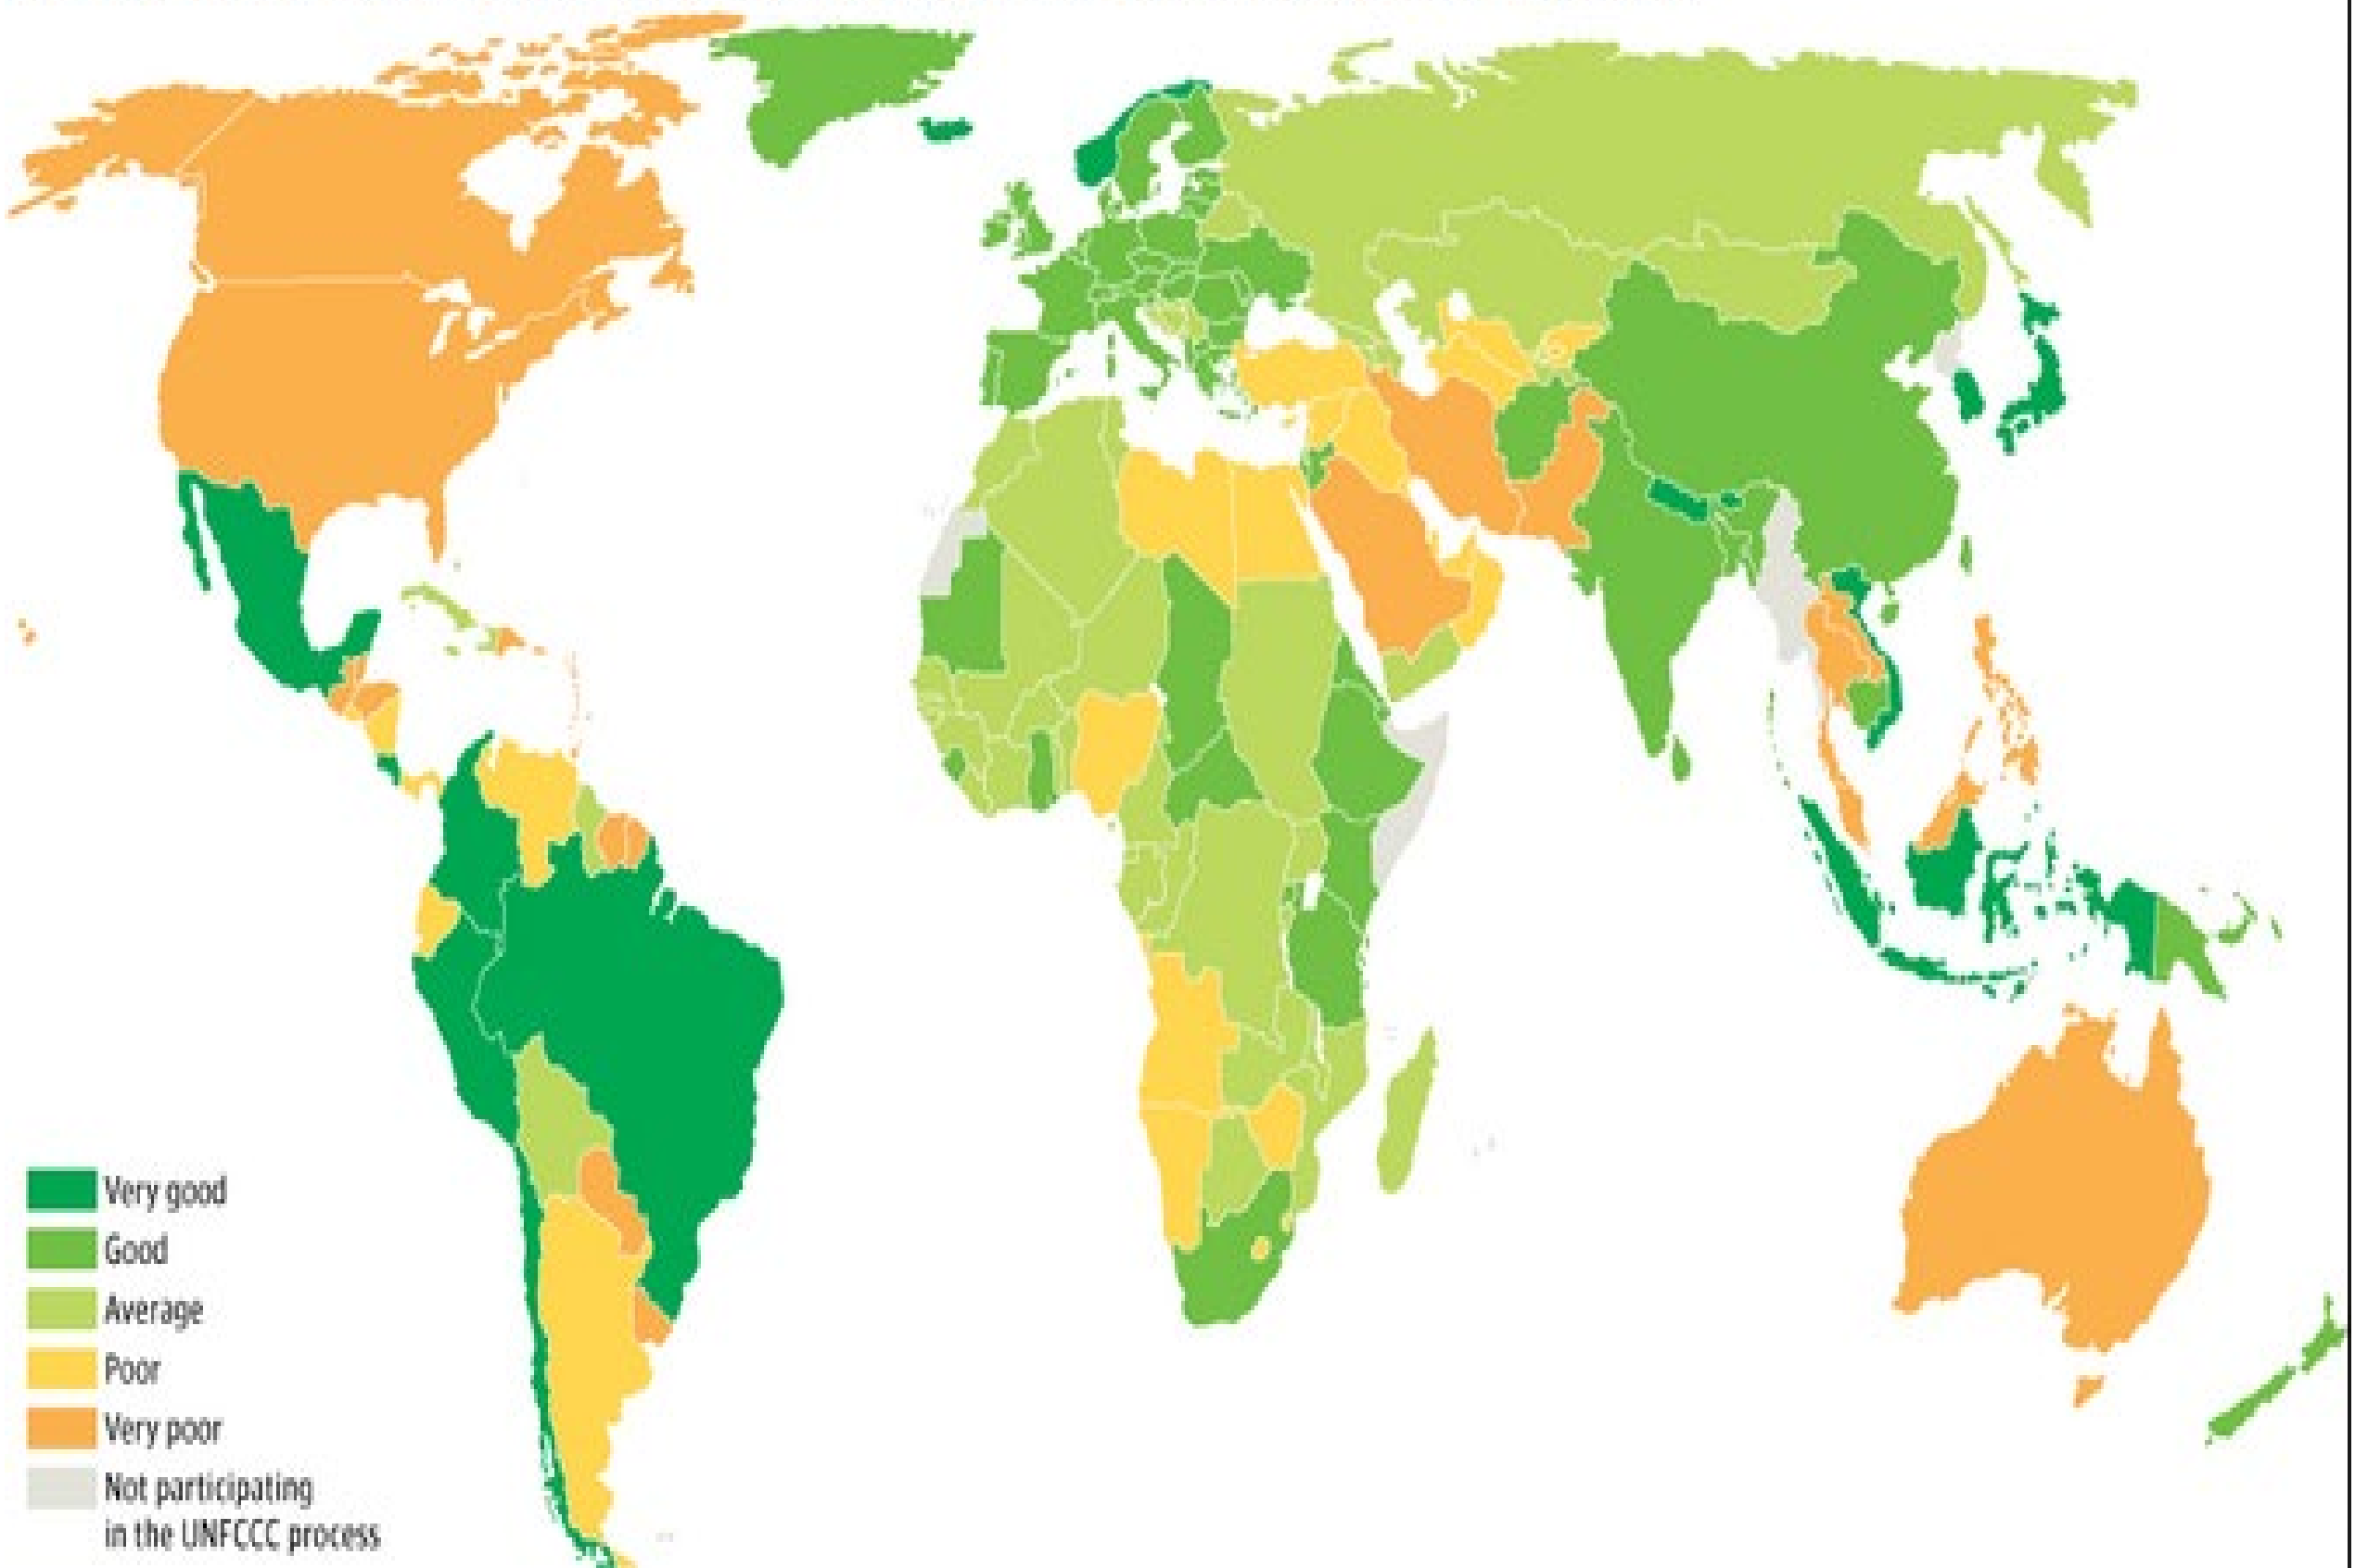 Very good
Good
Average
Poor
Very poor
Not participating
in the UNFCCC process